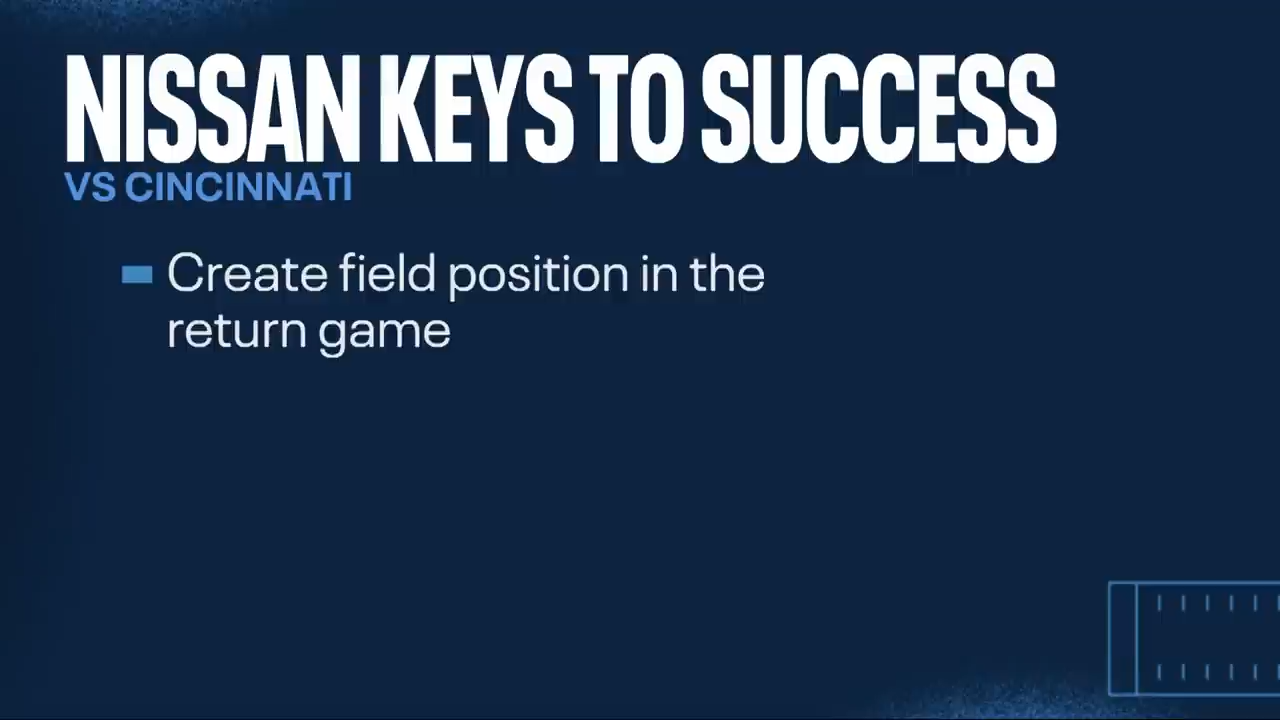 NISSAN KEYS TO SUCCESS
VS CINCINNATI
Create field position in the
return game